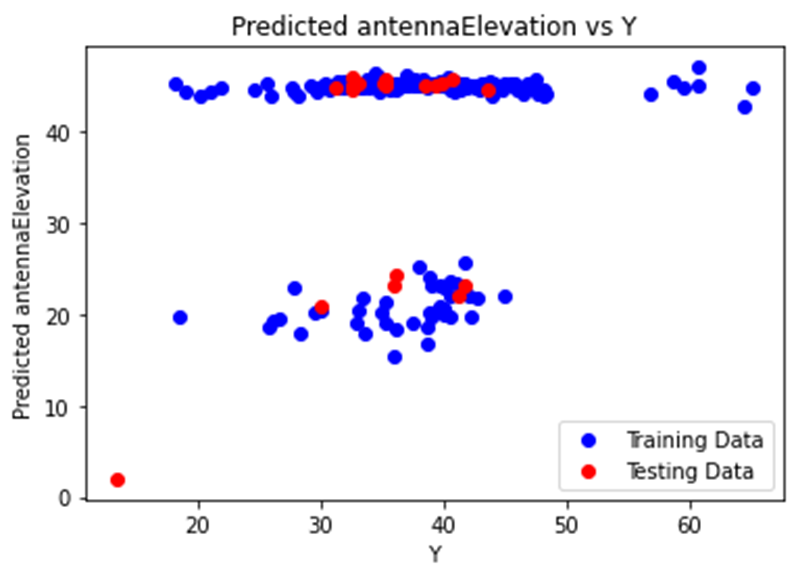 Predicted antennaElevation vs Y
Predicted antennaElevation
40
30
20
10
0
20 30 40 50 60
Y
Training Data
Testing Data